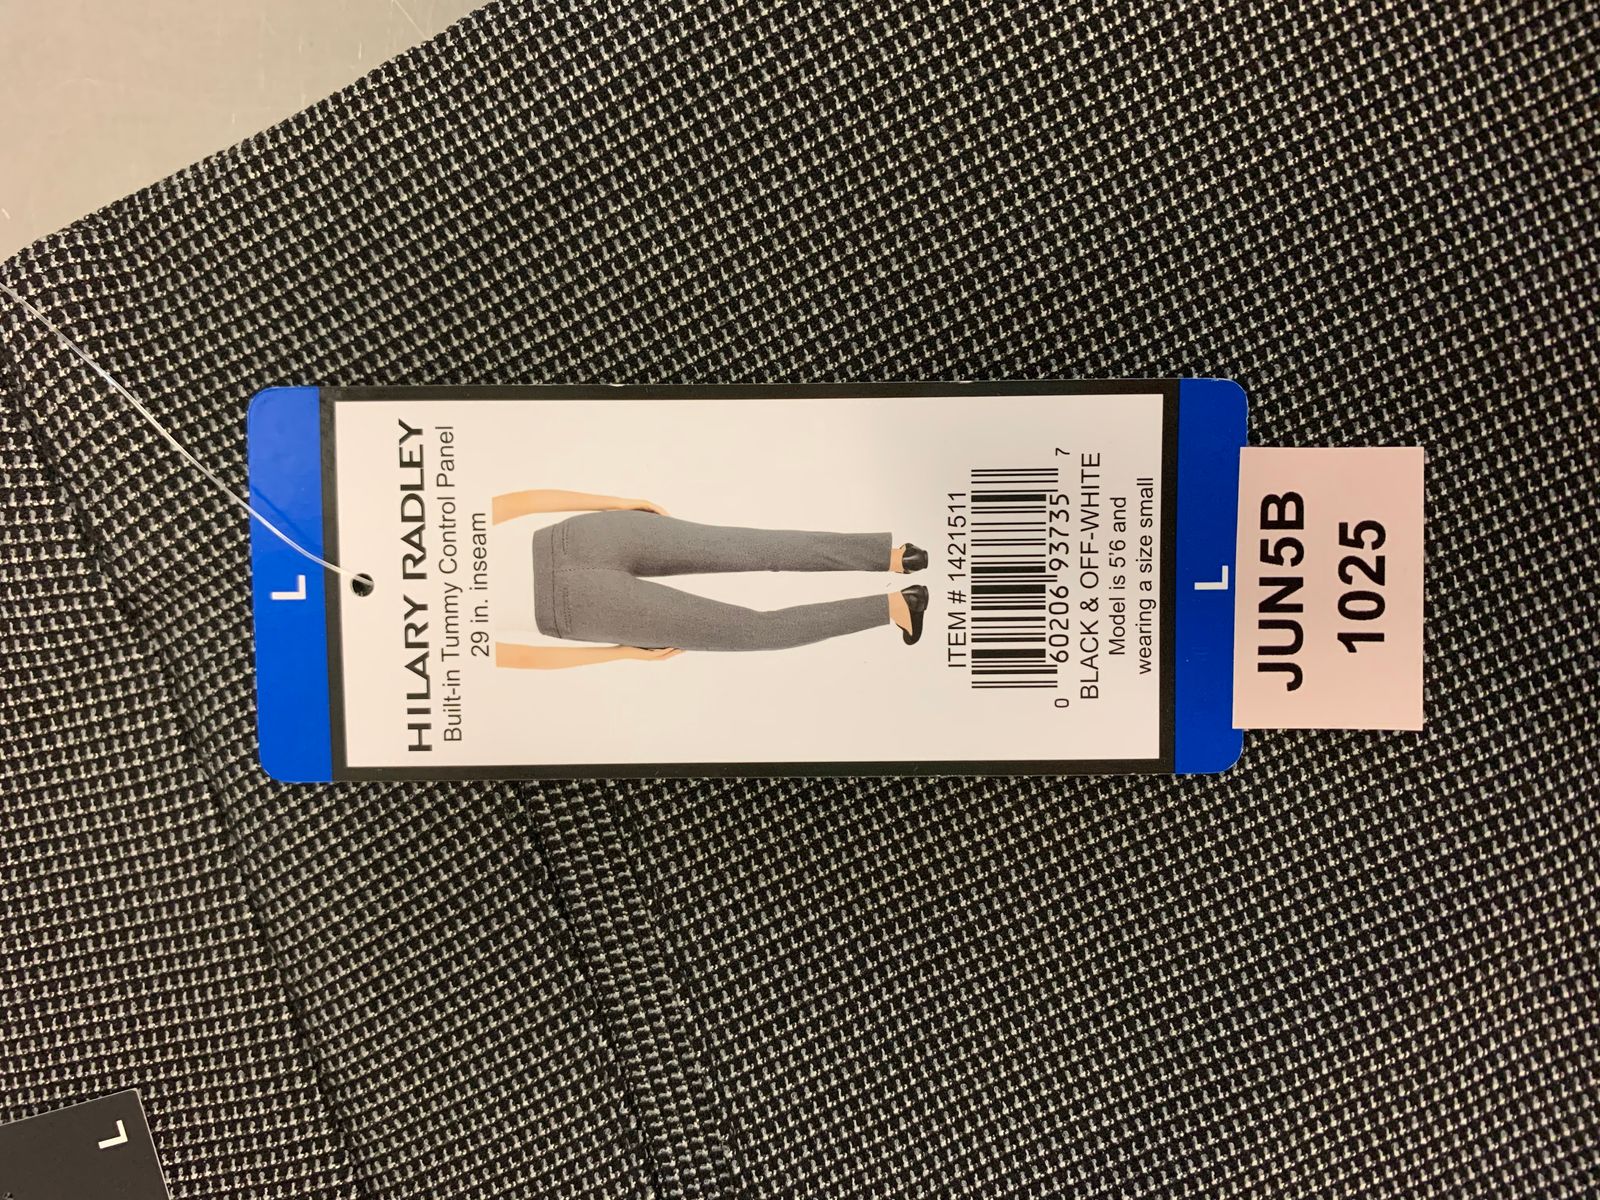 L
HILARY RADLEY
Built-in Tummy Control Panel
29 in. inseam
ITEM # 1421511
0 60206 93735 7
BLACK & OFF-WHITE
Model is 5'6 and
wearing a size small
L
JUN5B
1025
L